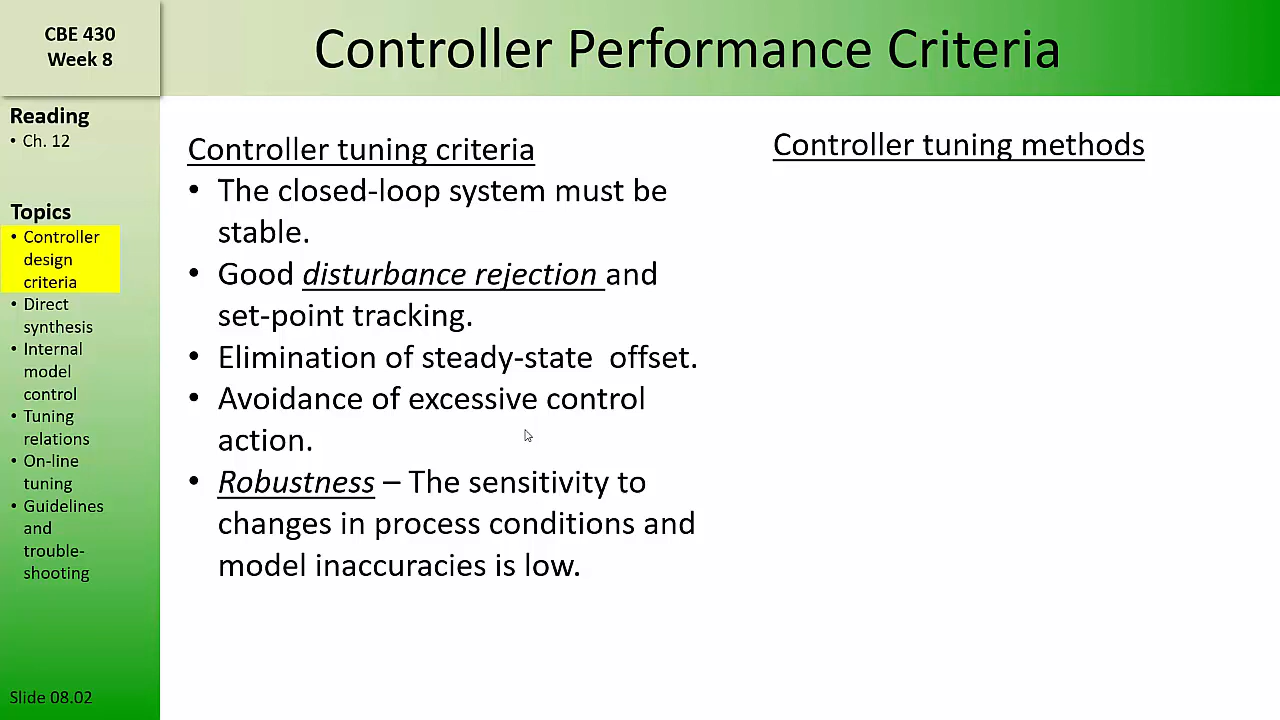 CBE 430
Week 8
Controller Performance Criteria
Reading
• Ch. 12
Topics
• Controller
design
criteria
• Direct
synthesis
• Internal
model
control
• Tuning
relations
• On-line
tuning
• Guidelines
and
trouble-
shooting
Slide 08.02
Controller tuning criteria
• The closed-loop system must be
stable.
• Good disturbance rejection and
set-point tracking.
• Elimination of steady-state offset.
• Avoidance of excessive control
action.
• Robustness – The sensitivity to
changes in process conditions and
model inaccuracies is low.
Controller tuning methods